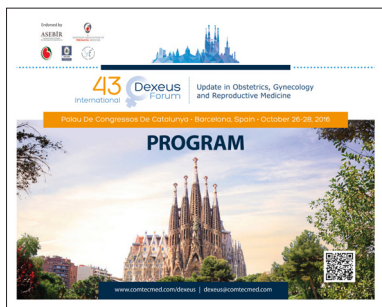 Endorsed by
ASEBIR
43
International
Dexeus
Forum
Update in Obstetrics, Gynecology
and Reproductive Medicine
Palau De Congressos De Catalunya • Barcelona, Spain • October 26-28, 2016
PROGRAM
www.comtecmed.com/dexeus | dexeus@comtecmed.com